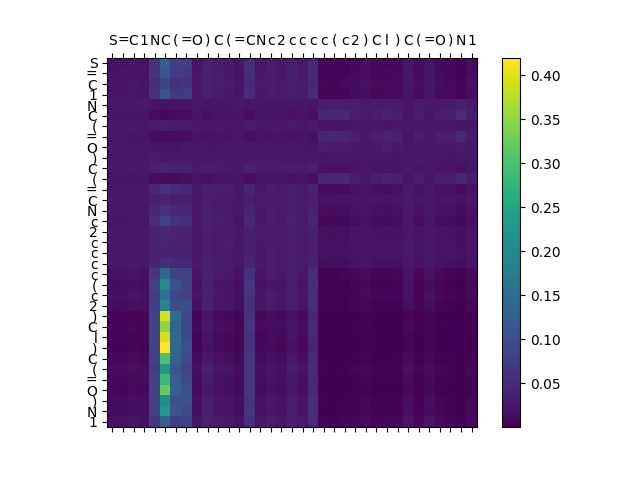 S=C1NC(=O)C(=CNc2cccc(c2)Cl)C(=O)N1
S
=
C
1
N
C
(
=
O
)
C
(
=
C
N
c
2
c
c
c
c
(
c
2
)
C
l
)
C
(
=
O
)
N
1
0.40
0.35
0.30
0.25
0.20
0.15
0.10
0.05